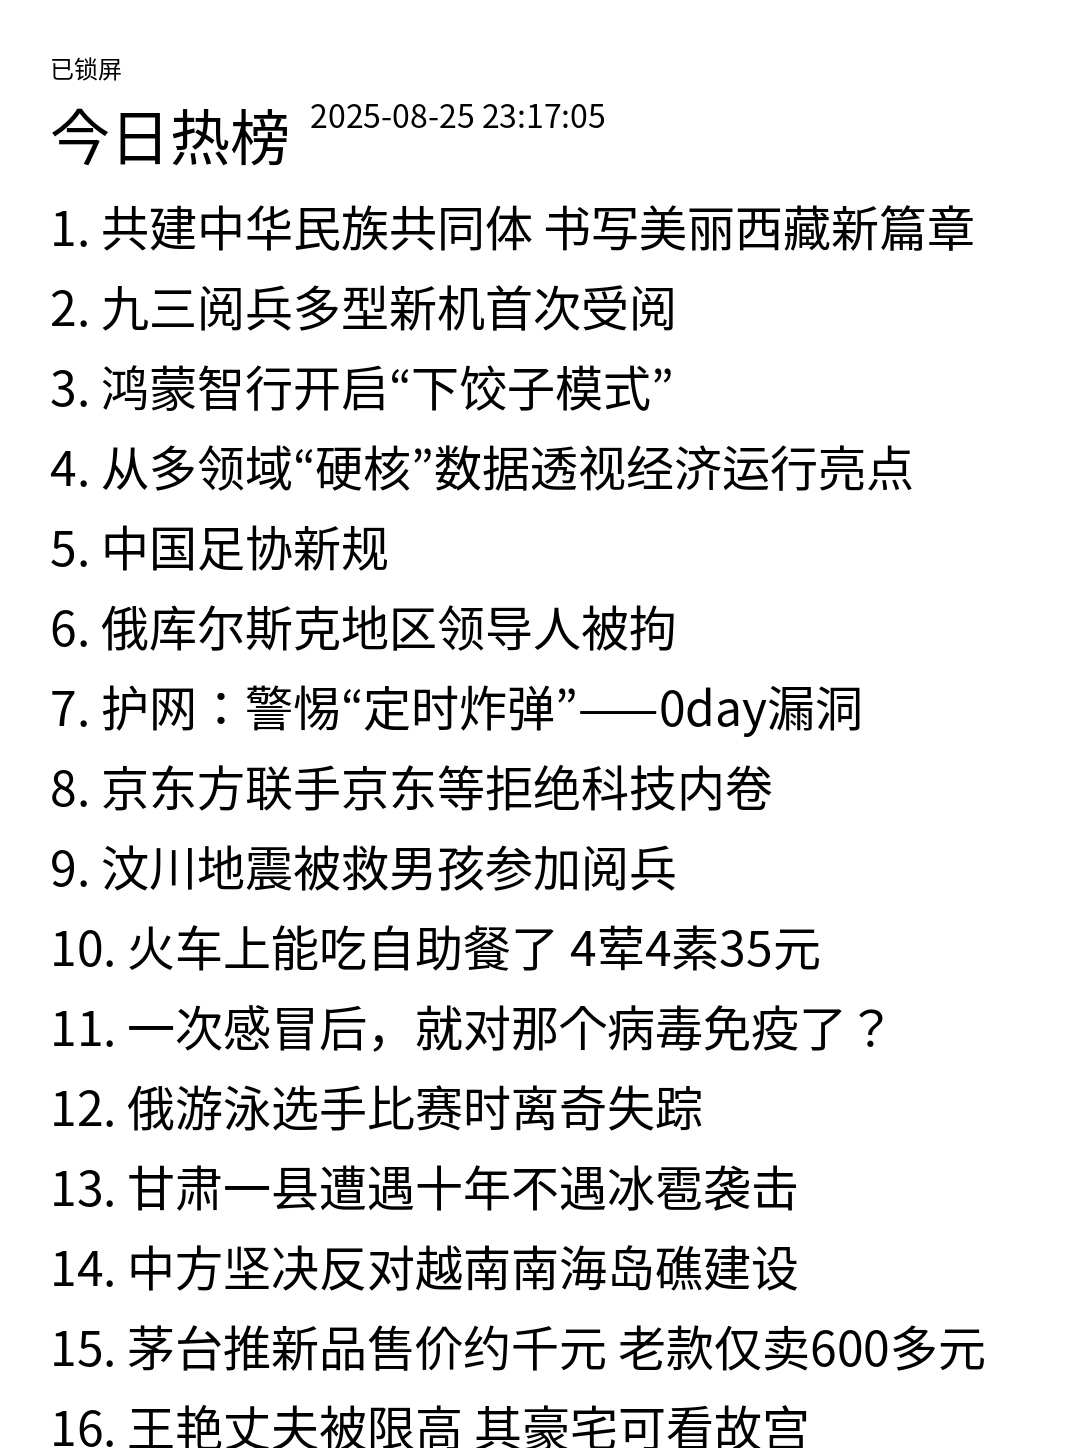 已锁屏
今日热榜 2025-08-25 23:17:05
1. 共建中华民族共同体 书写美丽西藏新篇章
2. 九三阅兵多型新机首次受阅
3. 鸿蒙智行开启“下饺子模式”
4. 从多领域“硬核”数据透视经济运行亮点
5. 中国足协新规
6. 俄库尔斯克地区领导人被拘
7. 护网：警惕“定时炸弹”——0day漏洞
8. 京东方联手京东等拒绝科技内卷
9. 汶川地震被救男孩参加阅兵
10. 火车上能吃自助餐了 4荤4素35元
11. 一次感冒后，就对那个病毒免疫了？
12. 俄游泳选手比赛时离奇失踪
13. 甘肃一县遭遇十年不遇冰雹袭击
14. 中方坚决反对越南南海岛礁建设
15. 茅台推新品售价约千元 老款仅卖600多元
16. 王艳丈夫被限高 其豪宅可看故宫